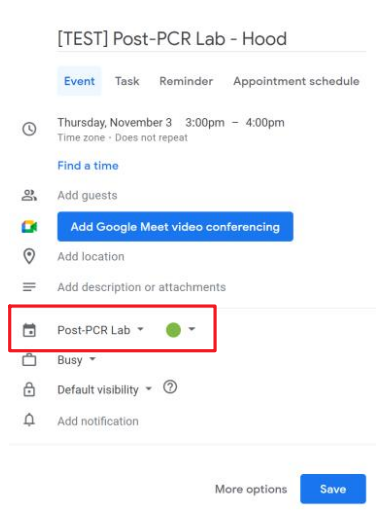 [TEST] Post-PCR Lab - Hood
Event Task Reminder Appointment schedule
Thursday, November 3 3:00pm – 4:00pm
Time zone · Does not repeat
Find a time
Add guests
Add Google Meet video conferencing
Add location
Add description or attachments
Post-PCR Lab
Busy
Default visibility ?
Add notification
More options Save